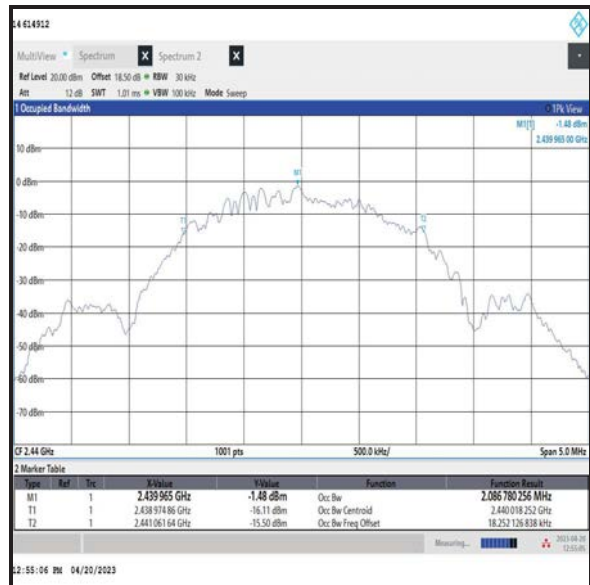 14 614912
MultiView Spectrum X Spectrum 2 X
Ref Level 20.00 dBm Offset 18.50 dB RBW 30 kHz
Att 12 dB SWT 1.01 ms VBW 100 kHz Mode Sweep
1 Occupied Bandwidth 1Pk View
M1[1] -1.48 dBm
2.439 965 00 GHz
10 dBm
0 dBm
M1
-10 dBm
T1
T2
-20 dBm
-30 dBm
-40 dBm
-50 dBm
-60 dBm
-70 dBm
CF 2.44 GHz 1001 pts 500.0 kHz/ Span 5.0 MHz
2 Marker Table
Type Ref Trc X-Value Y-Value Function Function Result
M1 1 2.439 965 GHz -1.48 dBm Occ Bw 2.086 780 256 MHz
T1 1 2.438 974 86 GHz -16.11 dBm Occ Bw Centroid 2.440 018 252 GHz
T2 1 2.441 061 64 GHz -15.50 dBm Occ Bw Freq Offset 18.252 126 838 kHz
Measuring...
12:55:05
12:55:06 PM 04/20/2023